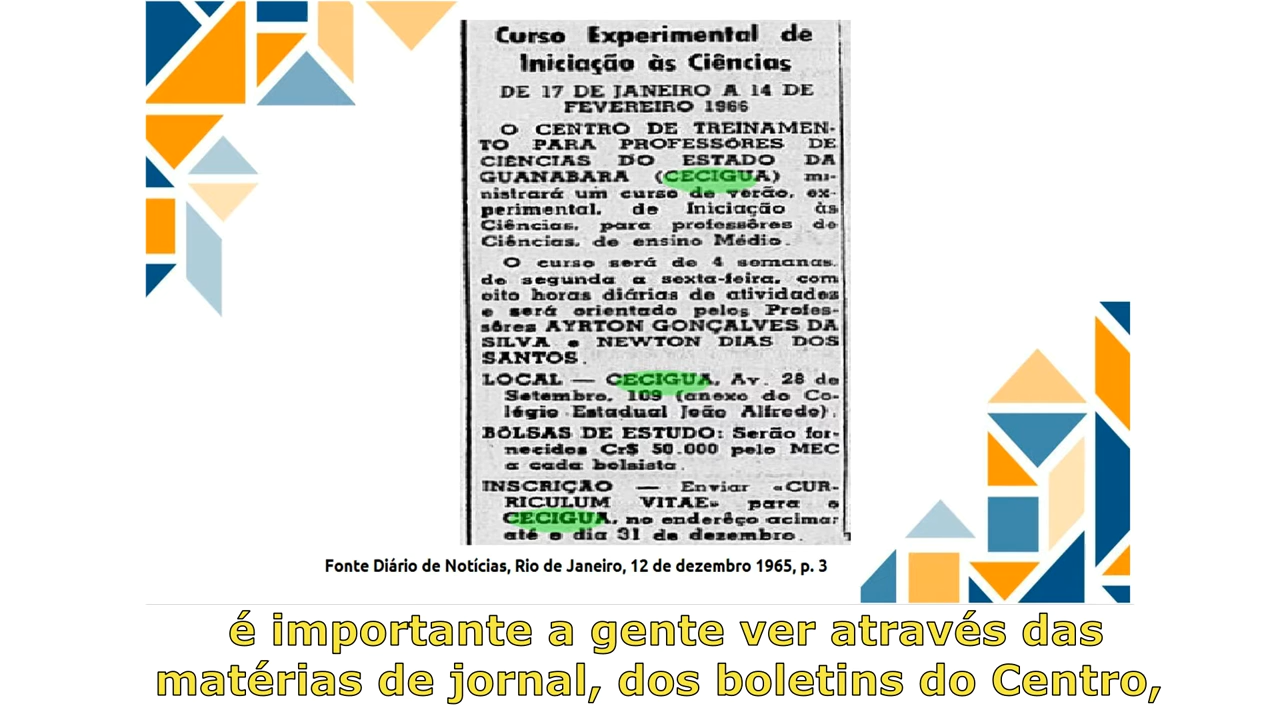 Curso Experimental de
Iniciação às Ciências
DE 17 DE JANEIRO A 14 DE
FEVEREIRO 1966
O CENTRO DE TREINAMEN-
TO PARA PROFESSÔRES DE
CIÊNCIAS DO ESTADO DA
GUANABARA (CECIGUA) mi-
nistrará um curso de verão, ex-
perimental, de Iniciação às
Ciências, para professôres de
Ciências, de ensino Médio.
O curso será de 4 semanas,
de segunda a sexta-feira, com
oito horas diárias de atividades
e será orientado pelos Profes-
sôres AYRTON GONÇALVES DA
SILVA e NEWTON DIAS DOS
SANTOS.
LOCAL — CECIGUA, Av. 28 de
Setembro, 109 (anexo do Co-
légio Estadual João Alfredo).
BÔLSAS DE ESTUDO: Serão for-
necidos Cr$ 50.000 pelo MEC
a cada bolsista.
INSCRIÇÃO — Enviar «CUR-
RICULUM VITAE» para o
CECIGUA, no enderêço acima,
até o dia 31 de dezembro.
Fonte Diário de Notícias, Rio de Janeiro, 12 de dezembro 1965, p. 3
é importante a gente ver através das
matérias de jornal, dos boletins do Centro,